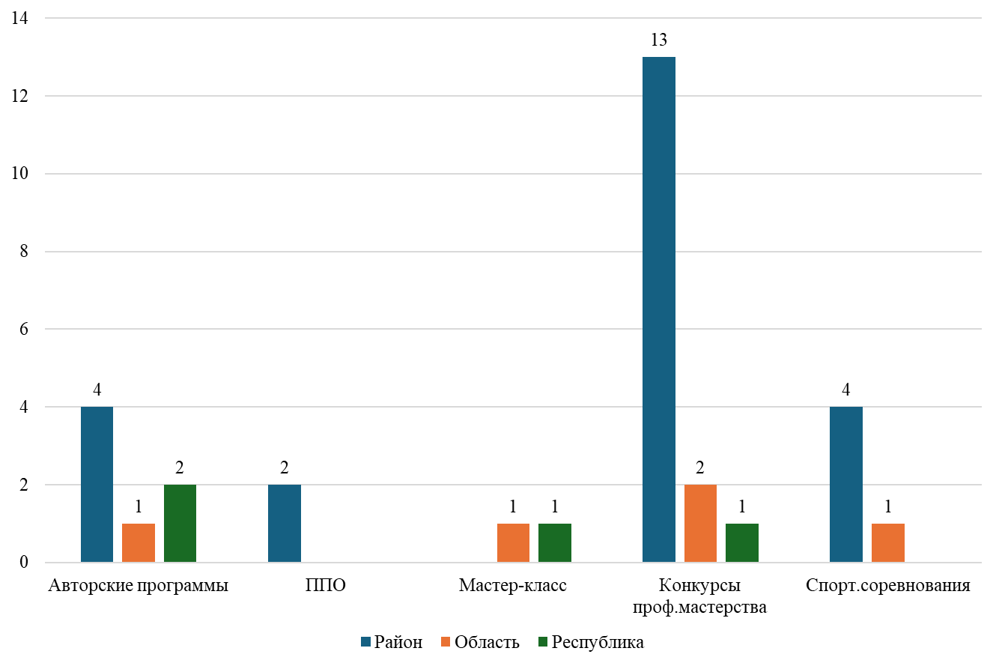 14
12
10
8
6
4
2
0
4
1
2
2
1
1
13
2
1
4
1
Авторские программы
ППО
Мастер-класс
Конкурсы
проф.мастерства
Спорт.соревнования
Район
Область
Республика